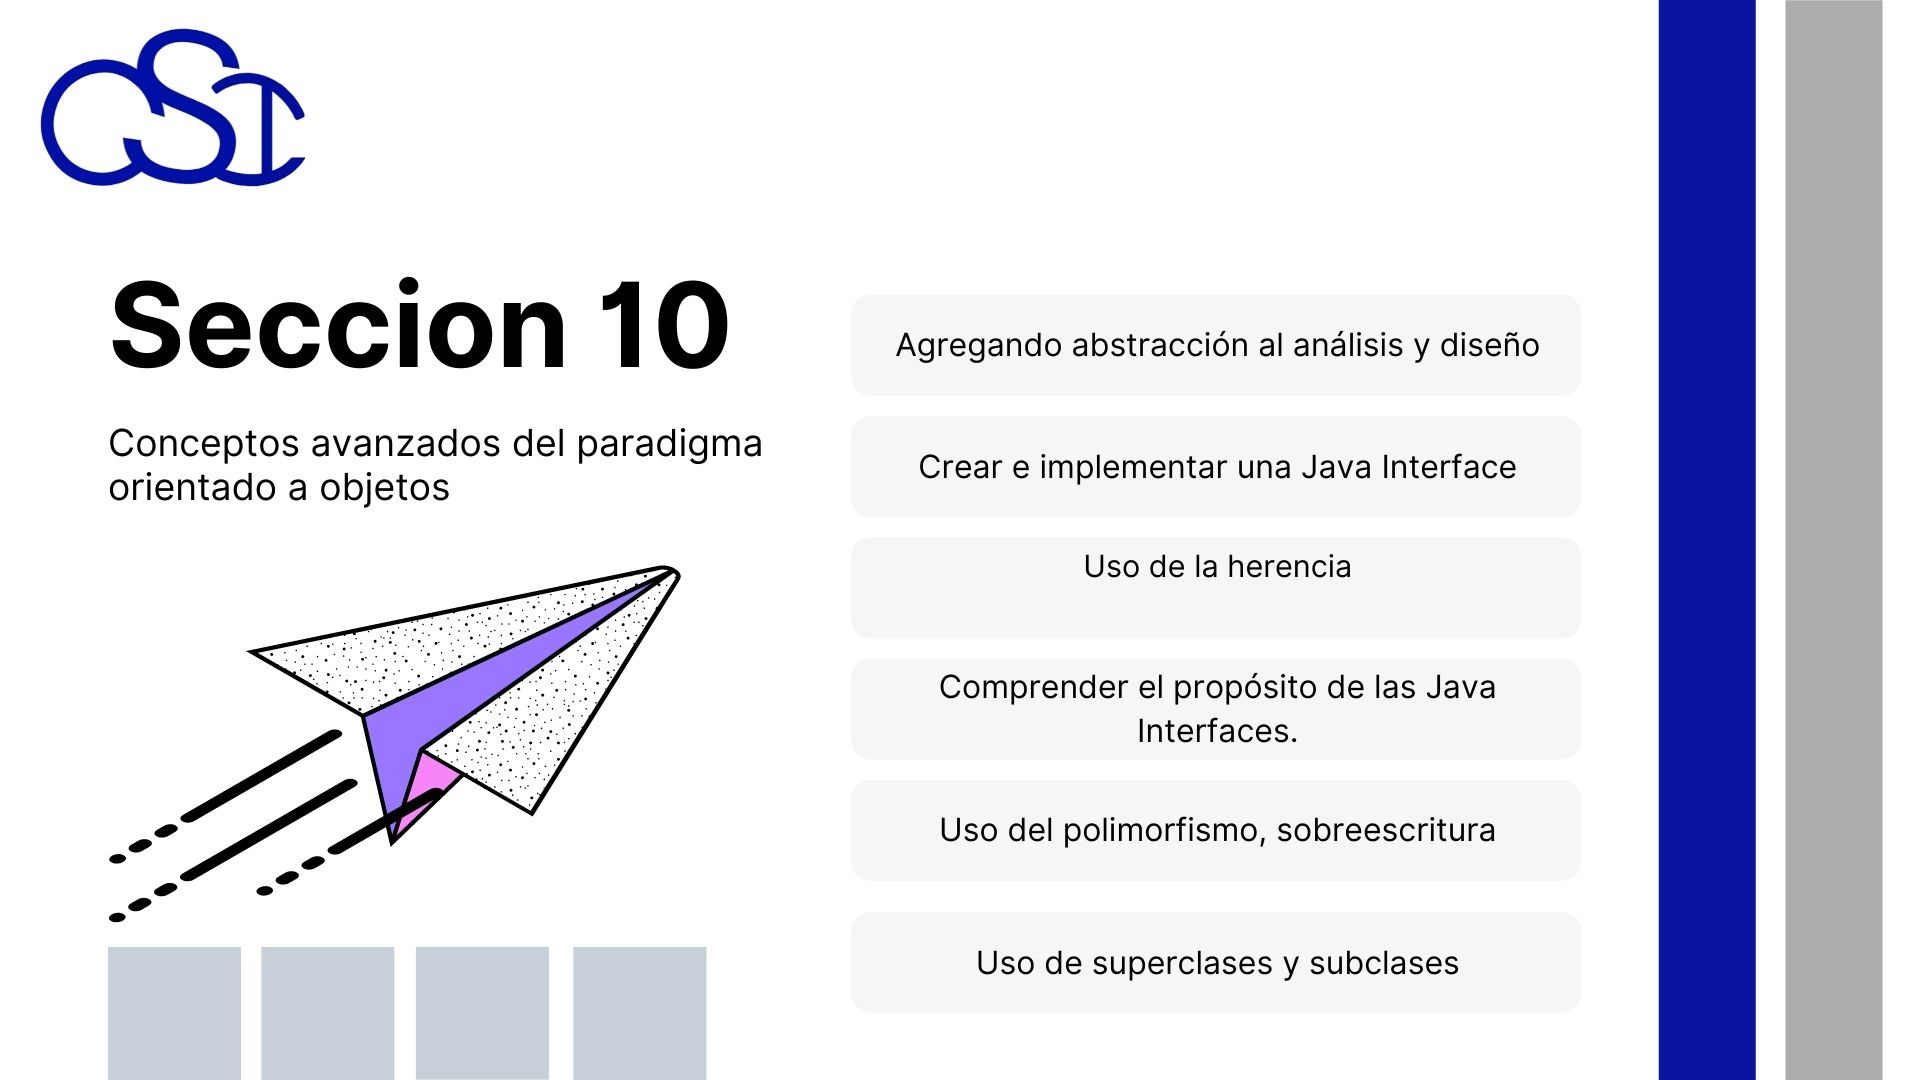 CSI
Seccion 10
Conceptos avanzados del paradigma
orientado a objetos
Agregando abstracción al análisis y diseño
Crear e implementar una Java Interface
Uso de la herencia
Comprender el propósito de las Java
Interfaces.
Uso del polimorfismo, sobreescritura
Uso de superclases y subclases